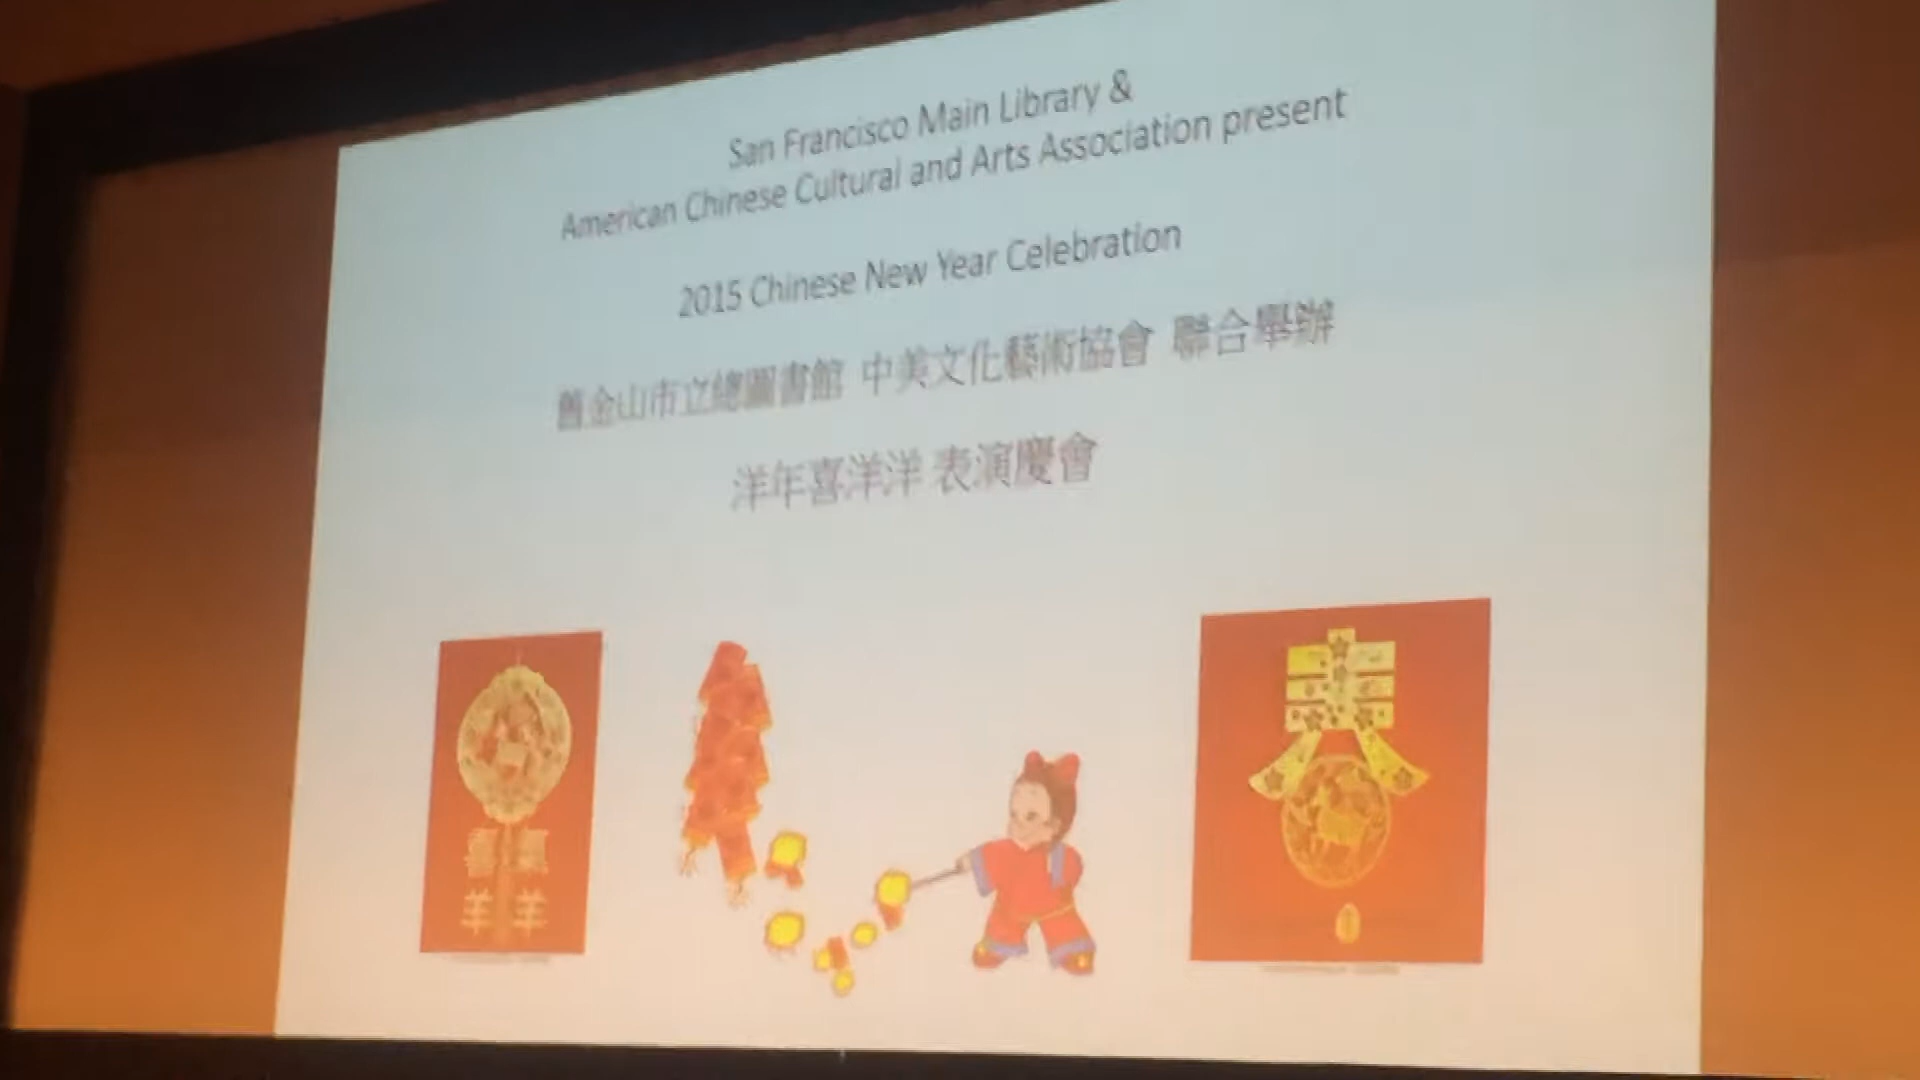 San Francisco Main Library &
American Chinese Cultural and Arts Association present
2015 Chinese New Year Celebration
舊金山市立總圖書館 中美文化藝術協會 聯合舉辦
洋年喜洋洋 表演慶會
羊 羊